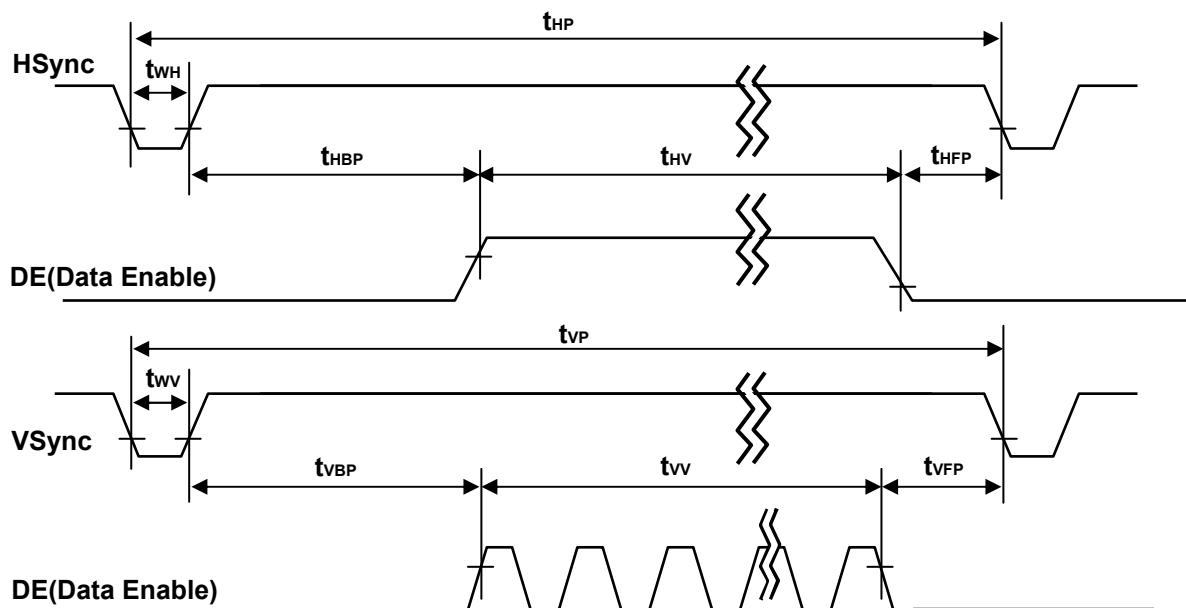 tHP
HSync
tWH
tHBP
tHV
tHFP
DE(Data Enable)
tVP
tWV
VSync
tVBP
tVV
tVFP
DE(Data Enable)